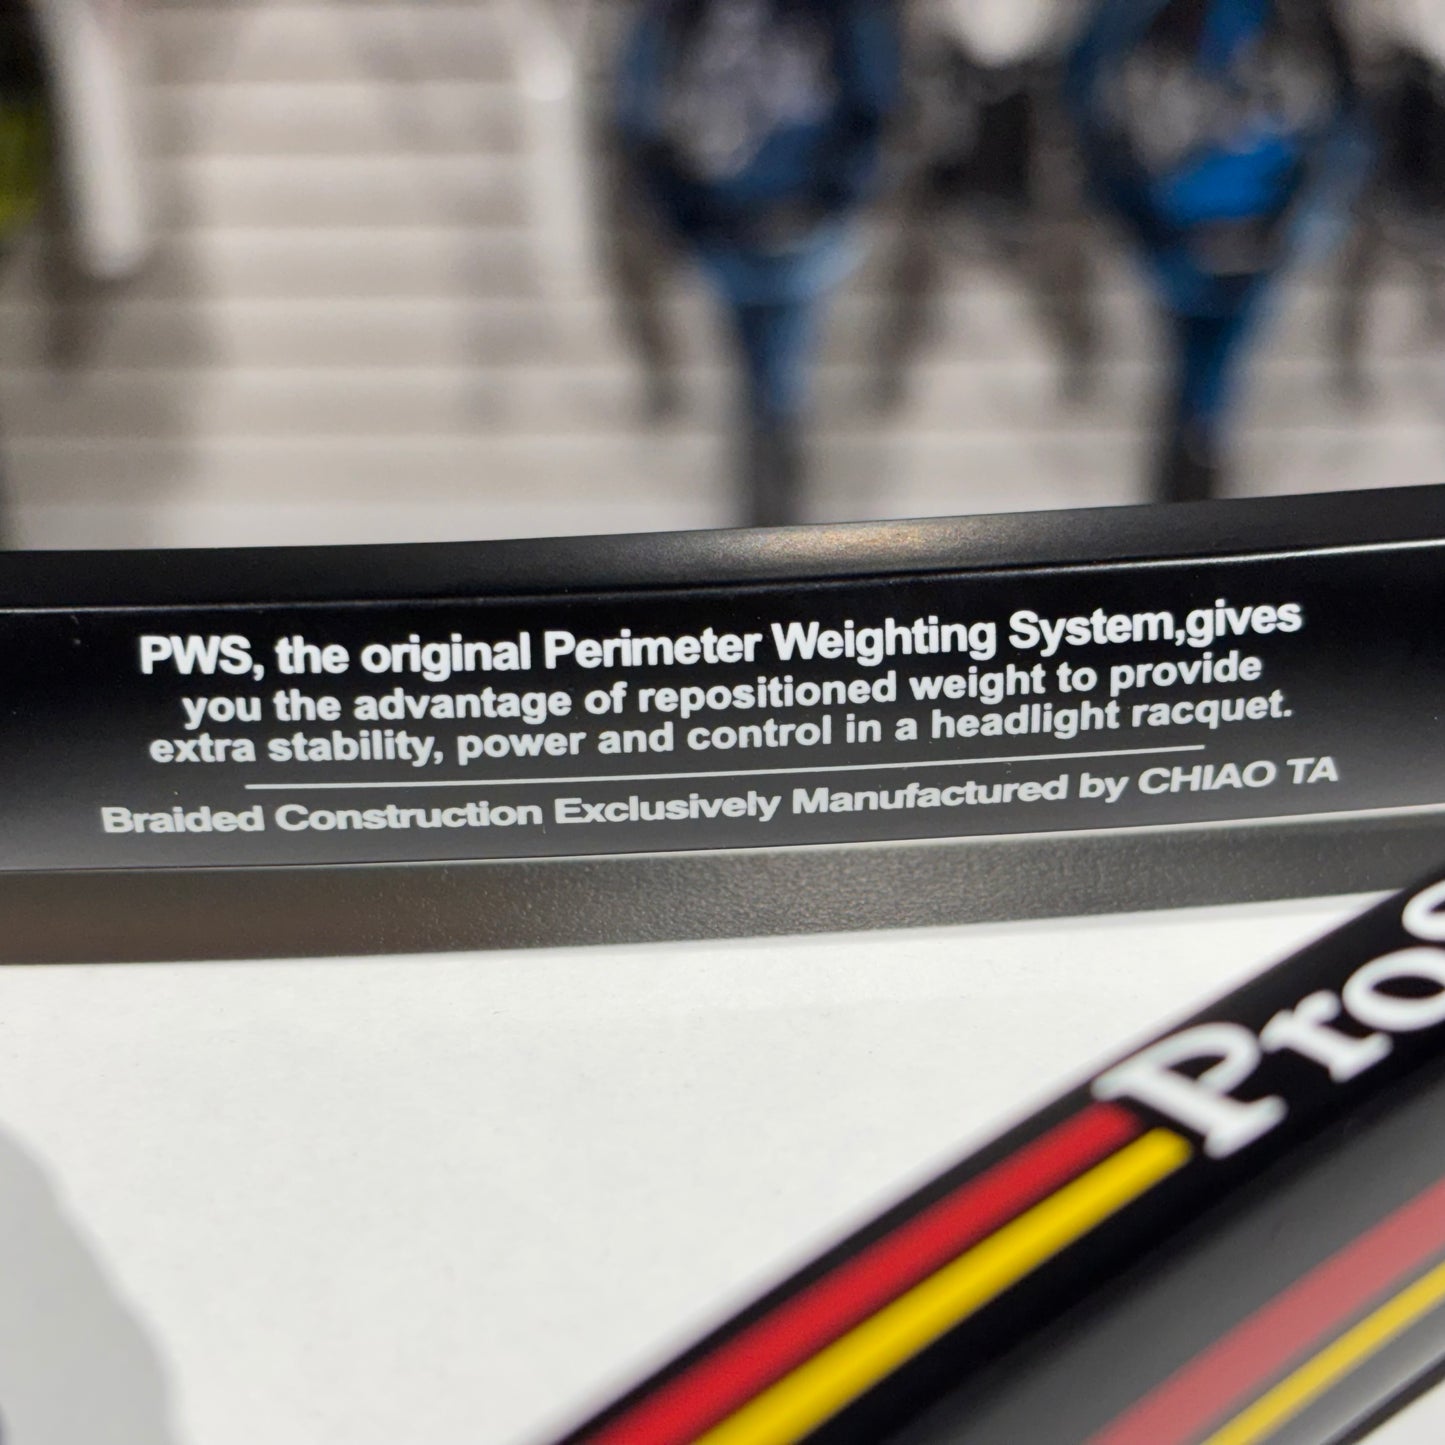 PWS, the original Perimeter Weighting System,gives
you the advantage of repositioned weight to provide
extra stability, power and control in a headlight racquet.
Braided Construction Exclusively Manufactured by CHIAO TA
Pros